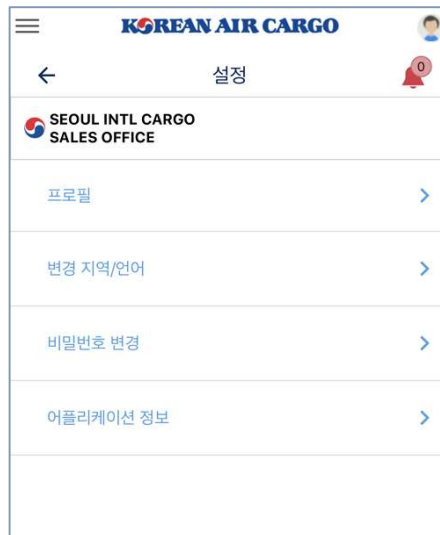 KOREAN AIR CARGO
설정
0
SEOUL INTL CARGO
SALES OFFICE
프로필
변경 지역/언어
비밀번호 변경
어플리케이션 정보